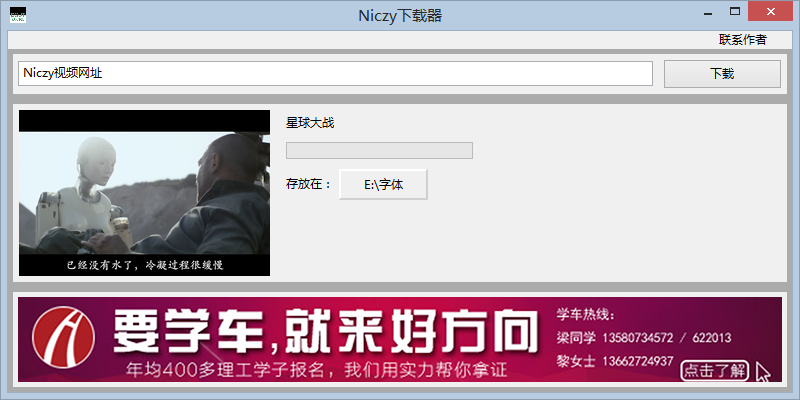 Niczy下载器
联系作者
Niczy视频网址
下载
星球大战
存放在：
E:\字体
已经没有水了，冷凝过程很缓慢
要学车,就来好方向
年均400多理工学子报名，我们用实力帮你拿证
学车热线：
梁同学 13580734572 / 622013
黎女士 13662724937
点击了解